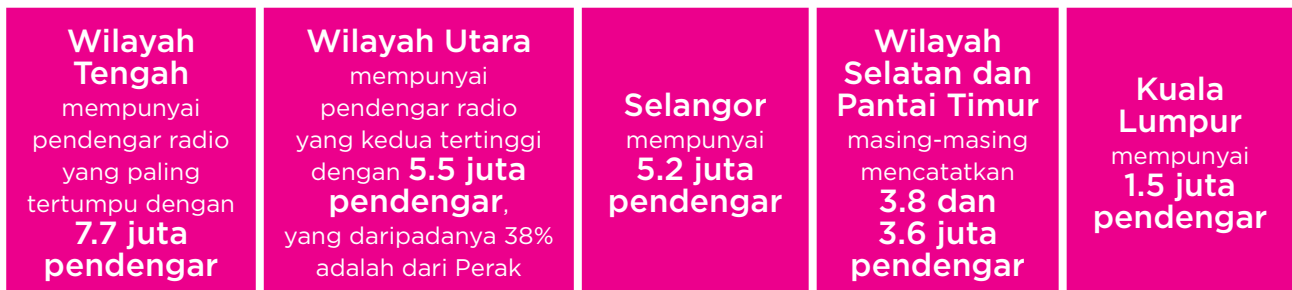 Wilayah
Tengah
mempunyai
pendengar radio
yang paling
tertumpu dengan
7.7 juta
pendengar
Wilayah Utara
mempunyai
pendengar radio
yang kedua tertinggi
dengan 5.5 juta
pendengar,
yang daripadanya 38%
adalah dari Perak
Selangor
mempunyai
5.2 juta
pendengar
Wilayah
Selatan dan
Pantai Timur
masing-masing
mencatatkan
3.8 dan
3.6 juta
pendengar
Kuala
Lumpur
mempunyai
1.5 juta
pendengar